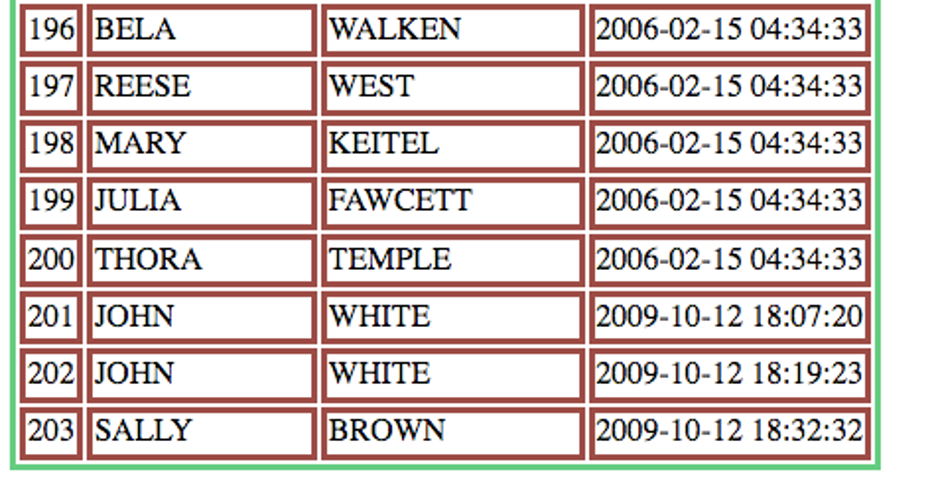 196 BELA WALKEN 2006-02-15 04:34:33
197 REESE WEST 2006-02-15 04:34:33
198 MARY KEITEL 2006-02-15 04:34:33
199 JULIA FAWCETT 2006-02-15 04:34:33
200 THORA TEMPLE 2006-02-15 04:34:33
201 JOHN WHITE 2009-10-12 18:07:20
202 JOHN WHITE 2009-10-12 18:19:23
203 SALLY BROWN 2009-10-12 18:32:32